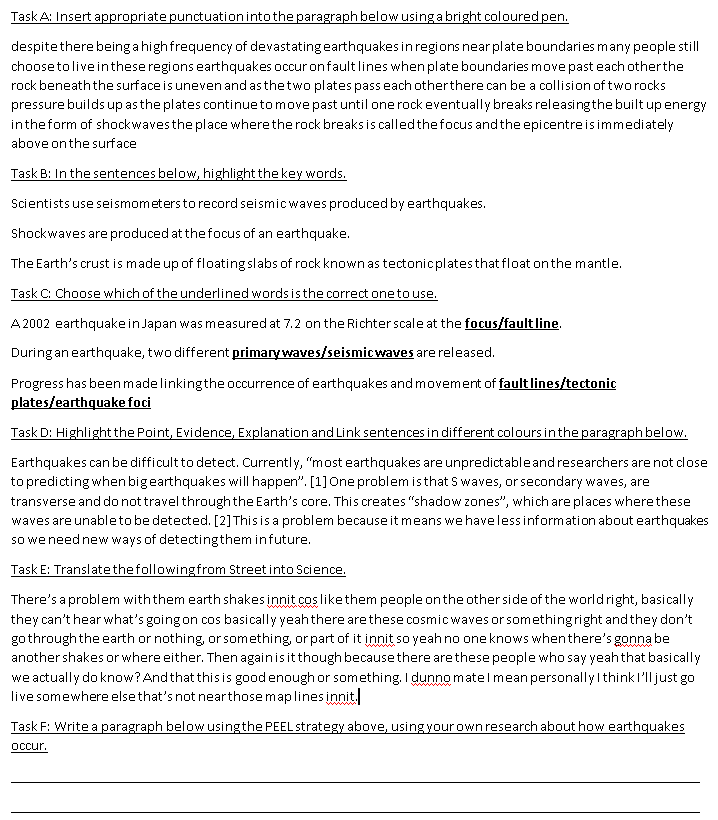 Task A: Insert appropriate punctuation into the paragraph below using a bright coloured pen.
despite there being a high frequency of devastating earthquakes in regions near plate boundaries many people still
choose to live in these regions earthquakes occur on fault lines when plate boundaries move past each other the
rock beneath the surface is uneven and as the two plates pass each other there can be a collision of two rocks
pressure builds up as the plates continue to move past until one rock eventually breaks releasing the built up energy
in the form of shockwaves the place where the rock breaks is called the focus and the epicentre is immediately
above on the surface
Task B: In the sentences below, highlight the key words.
Scientists use seismometers to record seismic waves produced by earthquakes.
Shockwaves are produced at the focus of an earthquake.
The Earth's crust is made up of floating slabs of rock known as tectonic plates that float on the mantle.
Task C: Choose which of the underlined words is the correct one to use.
A 2002 earthquake in Japan was measured at 7.2 on the Richter scale at the focus/fault line.
During an earthquake, two different primary waves/seismic waves are released.
Progress has been made linking the occurrence of earthquakes and movement of fault lines/tectonic
plates/earthquake foci
Task D: Highlight the Point, Evidence, Explanation and Link sentences in different colours in the paragraph below.
Earthquakes can be difficult to detect. Currently, “most earthquakes are unpredictable and researchers are not close
to predicting when big earthquakes will happen”. [1] One problem is that S waves, or secondary waves, are
transverse and do not travel through the Earth's core. This creates “shadow zones”, which are places where these
waves are unable to be detected. [2] This is a problem because it means we have less information about earthquakes
so we need new ways of detecting them in future.
Task E: Translate the following from Street into Science.
There's a problem with them earth shakes innit cos like them people on the other side of the world right, basically
they can't hear what's going on cos basically yeah there are these cosmic waves or something right and they don't
go through the earth or nothing, or something, or part of it innit so yeah no one knows when there's gonna be
another shakes or where either. Then again is it though because there are these people who say yeah that basically
we actually do know? And that this is good enough or something. I dunno mate I mean personally I think I'll just go
live somewhere else that's not near those map lines innit.
Task F: Write a paragraph below using the PEEL strategy above, using your own research about how earthquakes
occur.